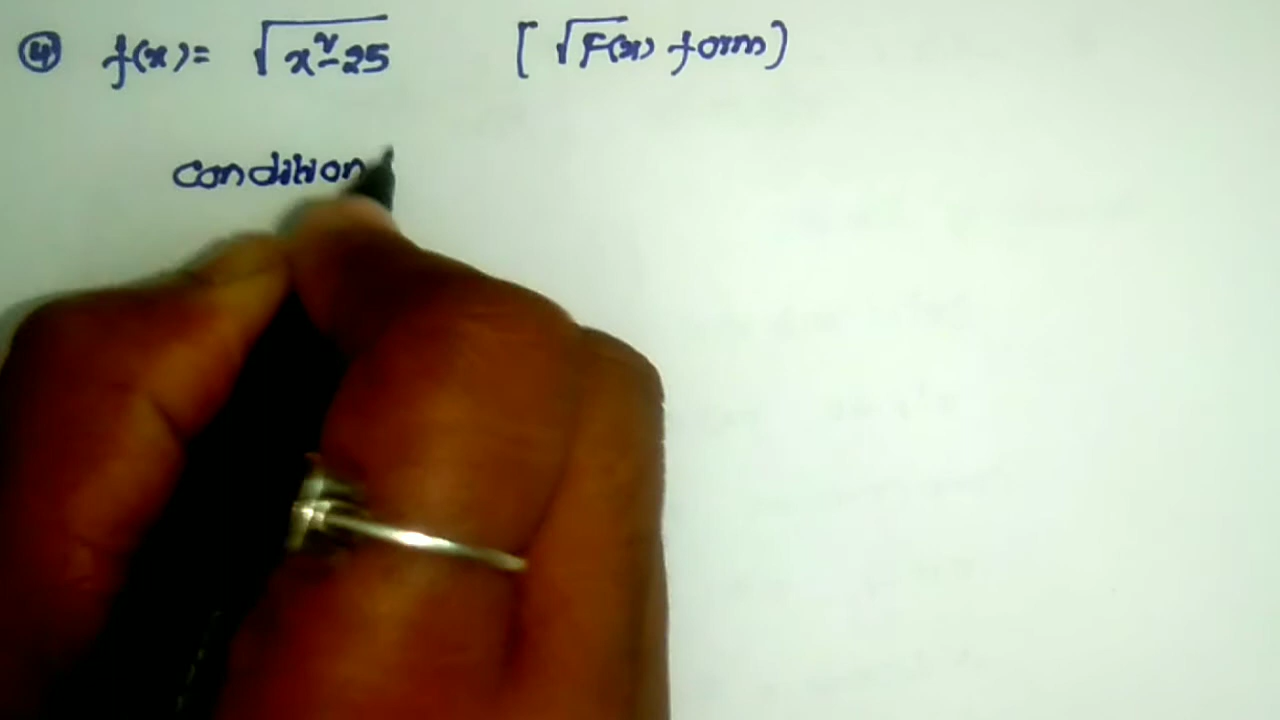 ④ f(x) = √x²-25 [ √F(x) form)
condition